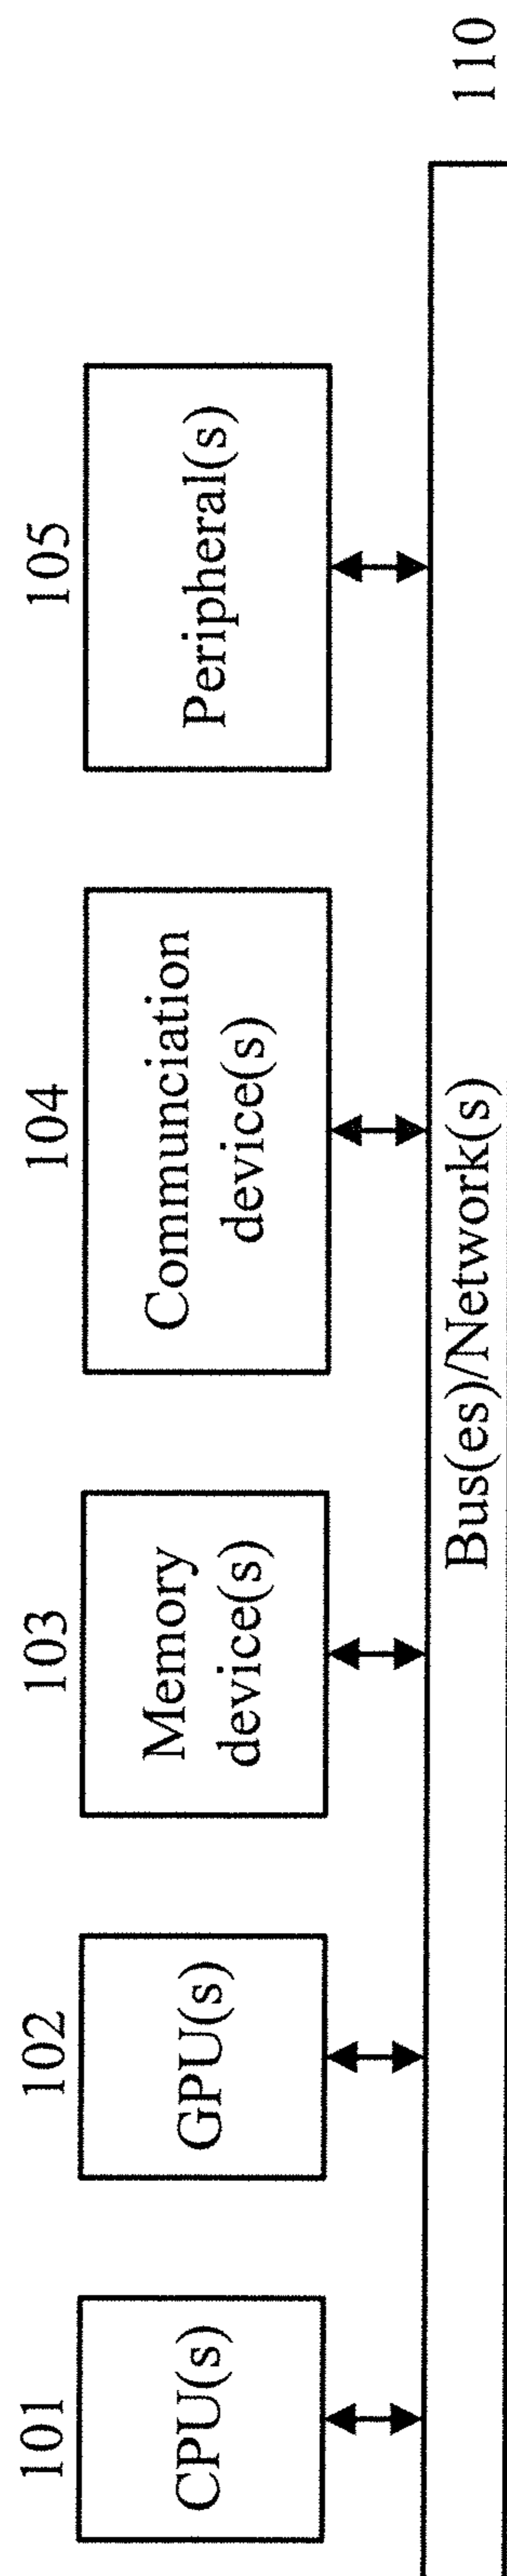 101
CPU(s)
102
GPU(s)
103
Memory
device(s)
104
Communciation
device(s)
105
Peripheral(s)
Bus(es)/Network(s)
110